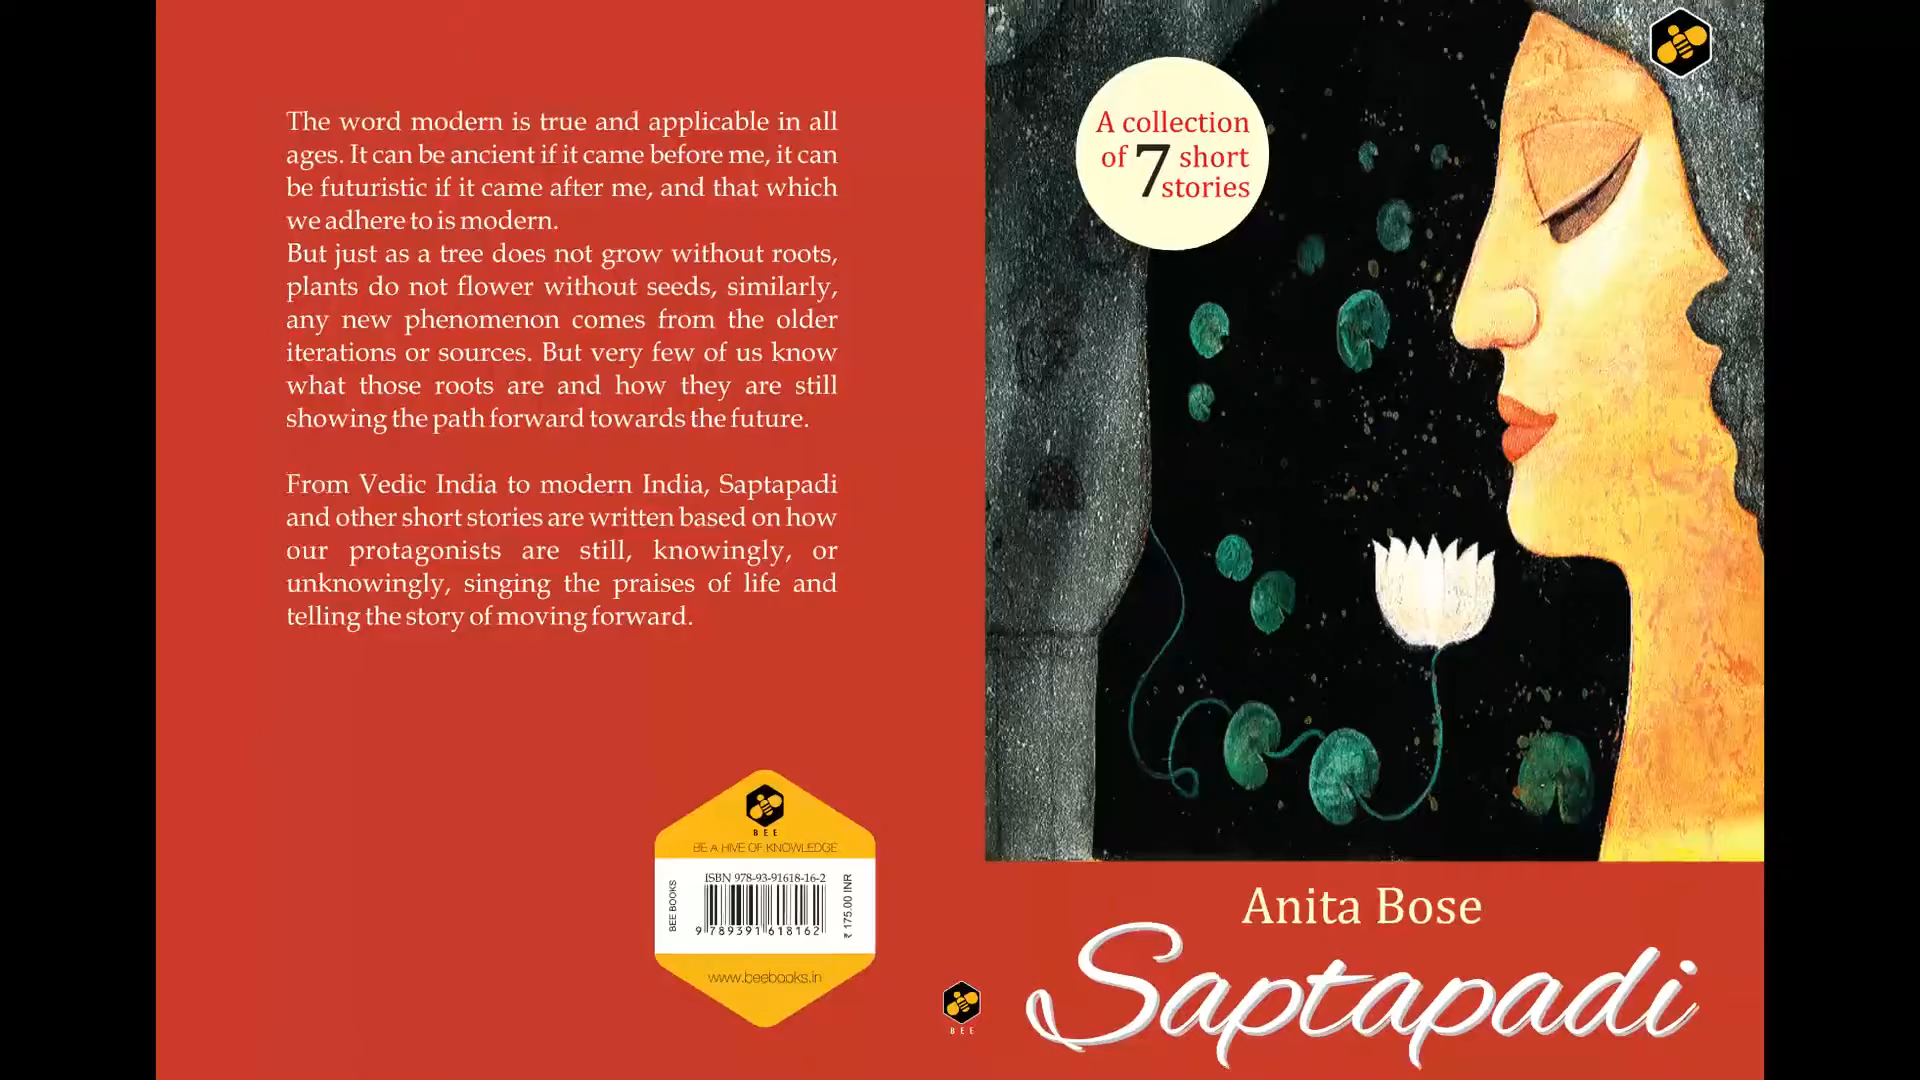 The word modern is true and applicable in all
ages. It can be ancient if it came before me, it can
be futuristic if it came after me, and that which
we adhere to is modern.
But just as a tree does not grow without roots,
plants do not flower without seeds, similarly,
any new phenomenon comes from the older
iterations or sources. But very few of us know
what those roots are and how they are still
showing the path forward towards the future.
From Vedic India to modern India, Saptapadi
and other short stories are written based on how
our protagonists are still, knowingly, or
unknowingly, singing the praises of life and
telling the story of moving forward.
BEE
BE A HIVE OF KNOWLEDGE
BEE BOOKS
ISBN 978-93-91618-16-2
9 789391 618162
₹ 175.00 INR
www.beebooks.in
BEE
A collection
of 7 short
stories
Anita Bose
Saptapadi